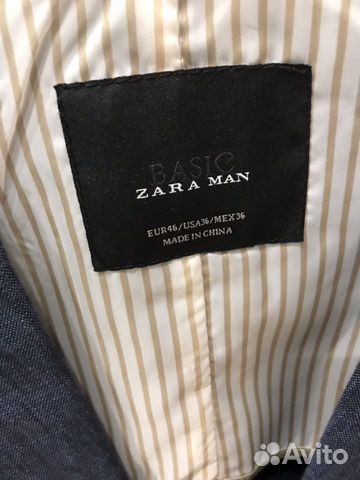 BASIC
ZARA MAN
EUR46/USA36/MEX36
MADE IN CHINA
Avito